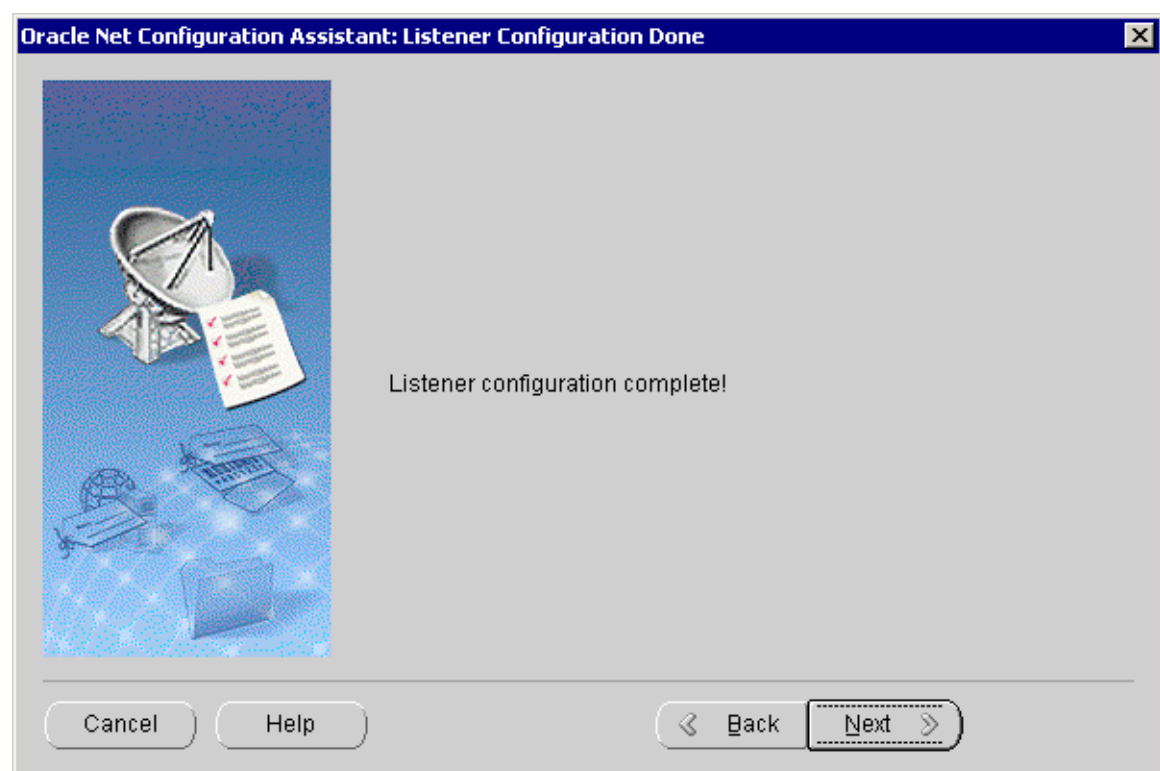 Oracle Net Configuration Assistant: Listener Configuration Done
Listener configuration complete!
Cancel
Help
Back
Next